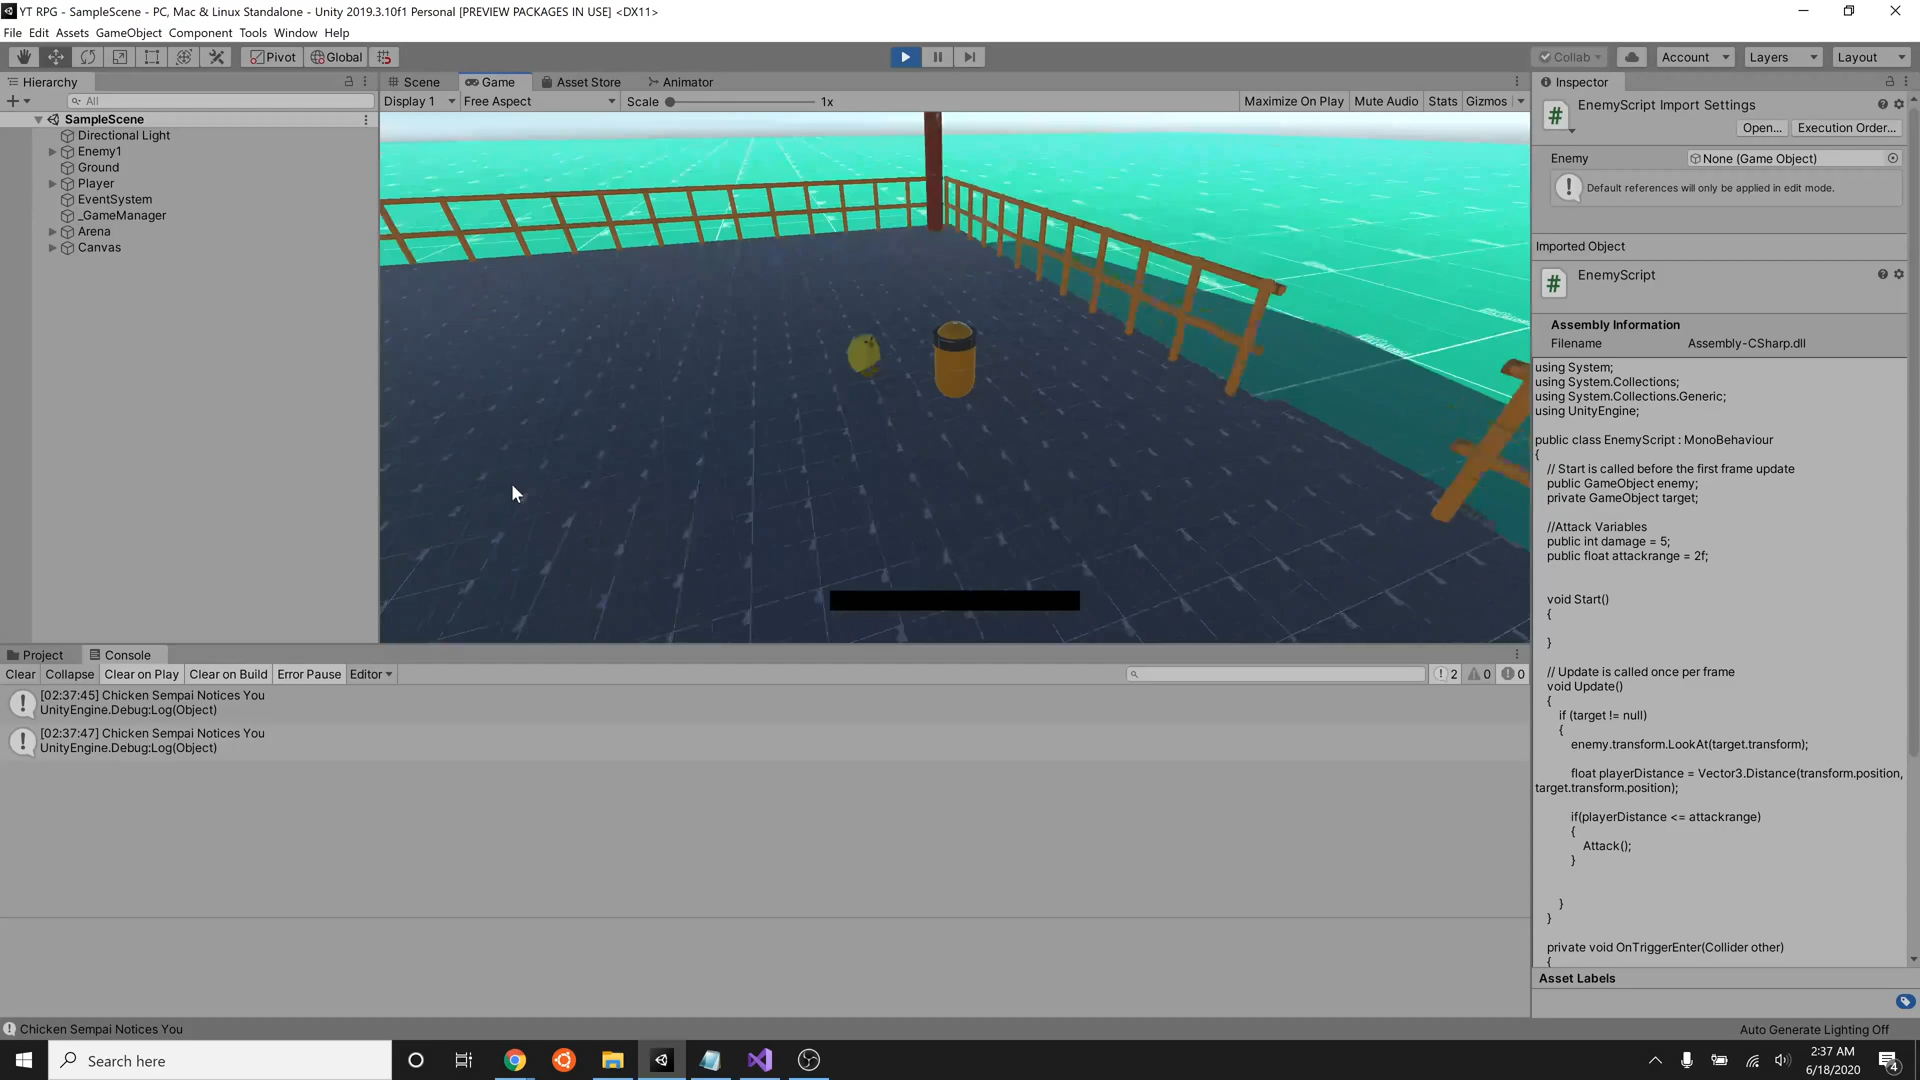 YT RPG - SampleScene - PC, Mac & Linux Standalone - Unity 2019.3.10f1 Personal [PREVIEW PACKAGES IN USE] <DX11>
File Edit Assets GameObject Component Tools Window Help
Pivot Global Collab Account Layers Layout
Hierarchy Scene Game Asset Store Animator Inspector
All Display 1 Free Aspect Scale 1x Maximize On Play Mute Audio Stats Gizmos
SampleScene
Directional Light
Enemy1
Ground
Player
EventSystem
_GameManager
Arena
Canvas
EnemyScript Import Settings
Open... Execution Order...
Enemy None (Game Object)
Default references will only be applied in edit mode.
Imported Object
EnemyScript
Assembly Information
Filename Assembly-CSharp.dll
using System;
using System.Collections;
using System.Collections.Generic;
using UnityEngine;
public class EnemyScript : MonoBehaviour
{
// Start is called before the first frame update
public GameObject enemy;
private GameObject target;
//Attack Variables
public int damage = 5;
public float attackrange = 2f;
void Start()
{
}
// Update is called once per frame
void Update()
{
if (target != null)
{
enemy.transform.LookAt(target.transform);
float playerDistance = Vector3.Distance(transform.position,
target.transform.position);
if(playerDistance <= attackrange)
{
Attack();
}
}
}
private void OnTriggerEnter(Collider other)
{
Asset Labels
Project Console
Clear Collapse Clear on Play Clear on Build Error Pause Editor 2 0 0
[02:37:45] Chicken Sempai Notices You
UnityEngine.Debug:Log(Object)
[02:37:47] Chicken Sempai Notices You
UnityEngine.Debug:Log(Object)
Chicken Sempai Notices You
Auto Generate Lighting Off
Search here
2:37 AM
6/18/2020
4